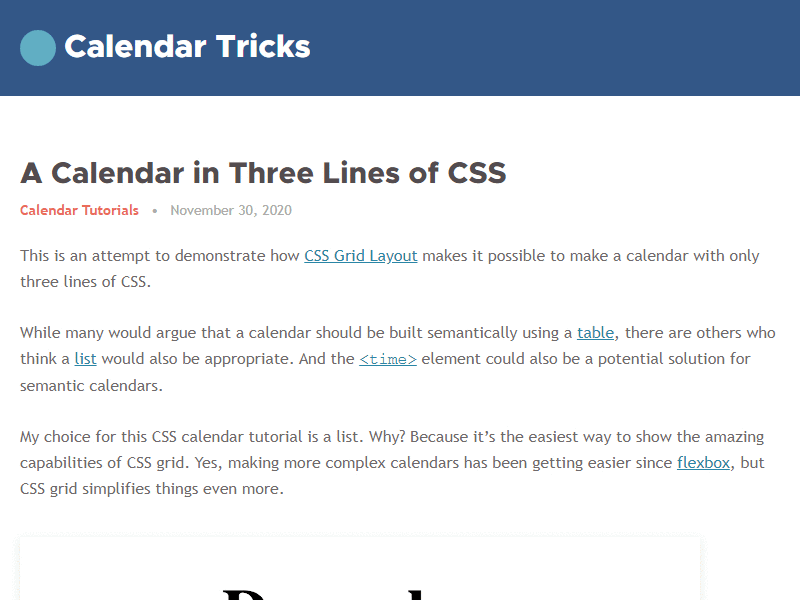 Calendar Tricks
A Calendar in Three Lines of CSS
Calendar Tutorials • November 30, 2020
This is an attempt to demonstrate how CSS Grid Layout makes it possible to make a calendar with only
three lines of CSS.
While many would argue that a calendar should be built semantically using a table, there are others who
think a list would also be appropriate. And the <time> element could also be a potential solution for
semantic calendars.
My choice for this CSS calendar tutorial is a list. Why? Because it’s the easiest way to show the amazing
capabilities of CSS grid. Yes, making more complex calendars has been getting easier since flexbox, but
CSS grid simplifies things even more.